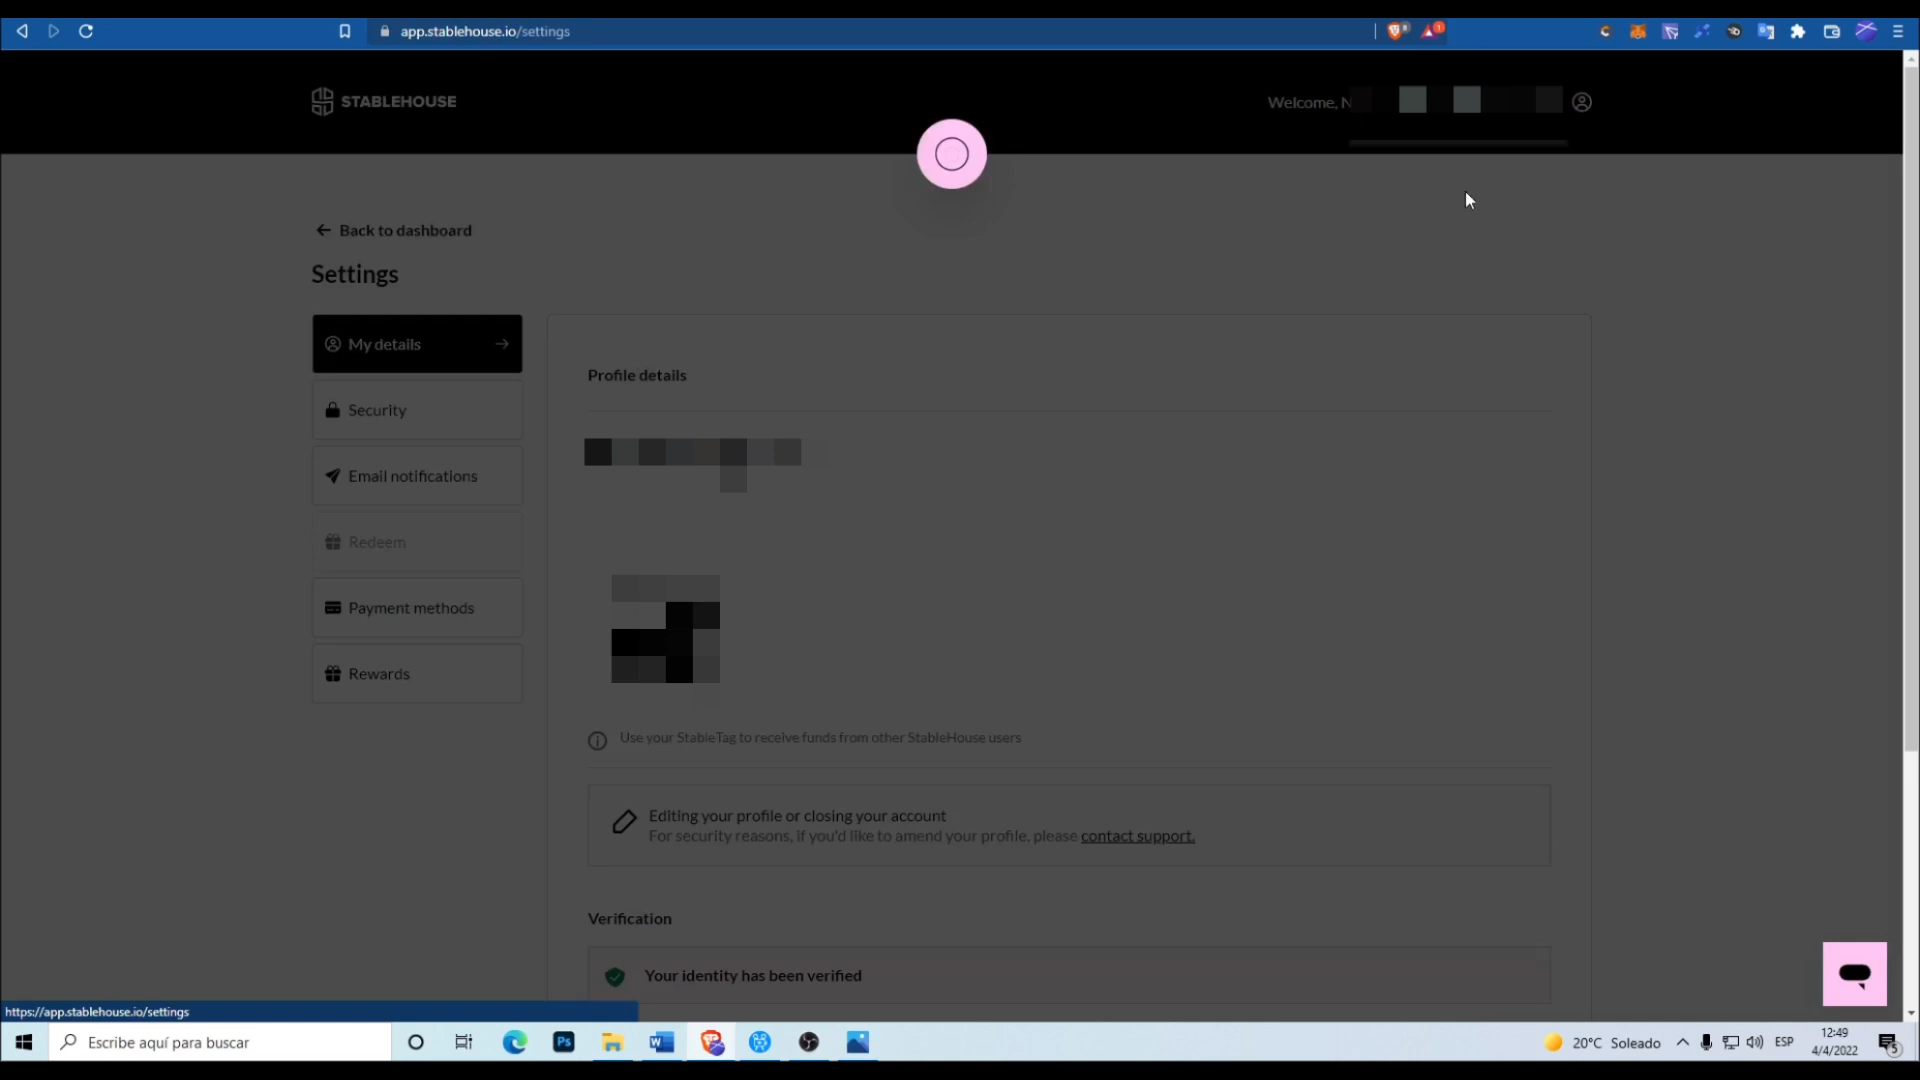 app.stablehouse.io/settings
STABLEHOUSE
Welcome, N
Back to dashboard
Settings
My details
Security
Email notifications
Redeem
Payment methods
Rewards
Profile details
Use your StableTag to receive funds from other StableHouse users
Editing your profile or closing your account
For security reasons, if you'd like to amend your profile, please contact support.
Verification
Your identity has been verified
https://app.stablehouse.io/settings
Escribe aquí para buscar
Ps
20°C Soleado
ESP
12:49
4/4/2022
5